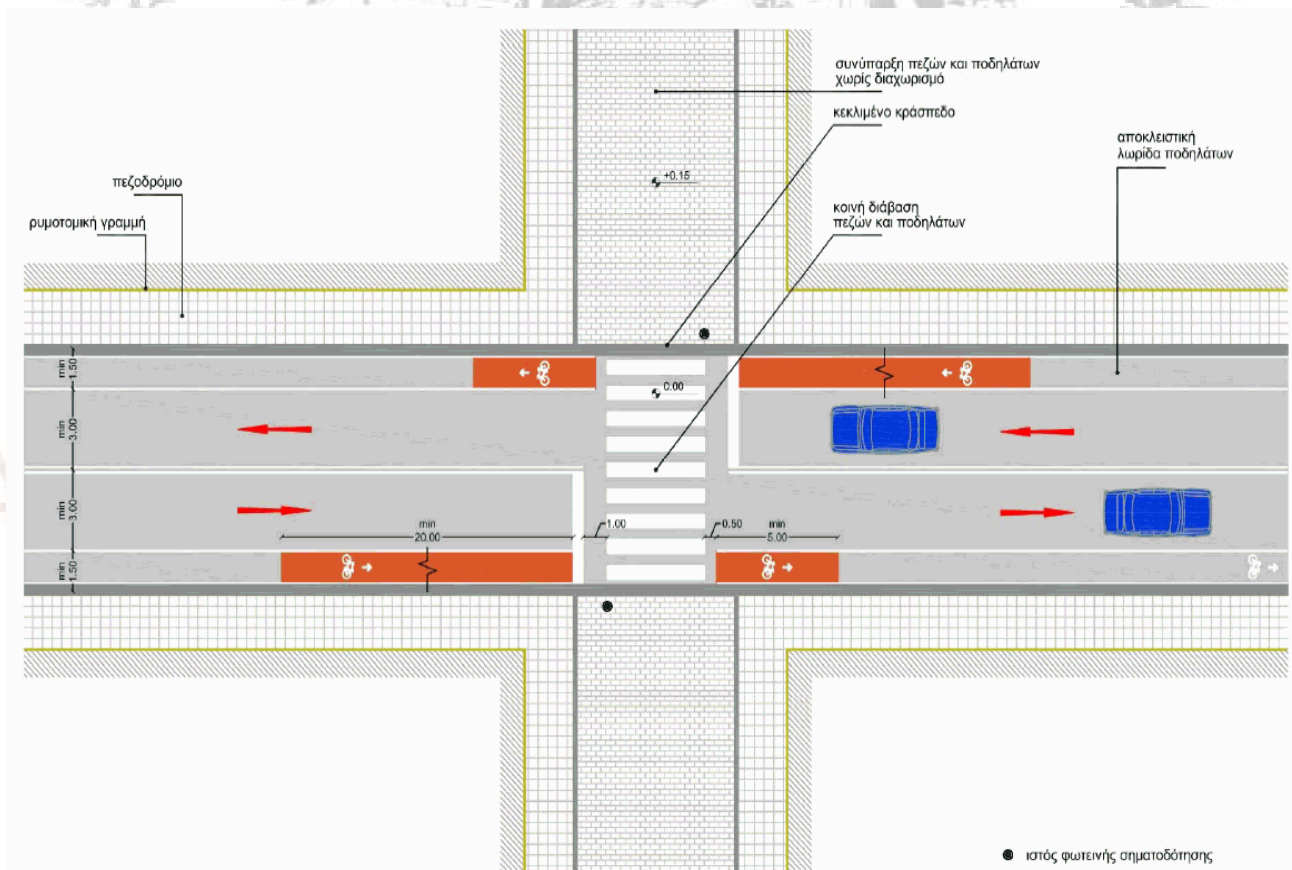 συνύπαρξη πεζών και ποδηλάτων
χωρίς διαχωρισμό
κεκλιμένο κράσπεδο
αποκλειστική
λωρίδα ποδηλάτων
πεζοδρόμιο
+0.15
ρυμοτομική γραμμή
κοινή διάβαση
πεζών και ποδηλάτων
min
1.50
0.00
min
3.00
min
3.00
min
20.00
1.00
0.50
min
5.00
min
1.50
ιστός φωτεινής σηματοδότησης